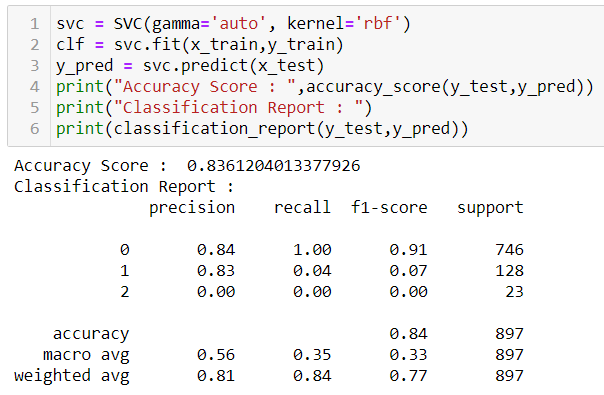 1 svc = SVC(gamma='auto', kernel='rbf')
2 clf = svc.fit(x_train,y_train)
3 y_pred = svc.predict(x_test)
4 print("Accuracy Score : ",accuracy_score(y_test,y_pred))
5 print("Classification Report : ")
6 print(classification_report(y_test,y_pred))
Accuracy Score :  0.8361204013377926
Classification Report :
              precision    recall  f1-score   support
           0       0.84      1.00      0.91       746
           1       0.83      0.04      0.07       128
           2       0.00      0.00      0.00        23
    accuracy                           0.84       897
   macro avg       0.56      0.35      0.33       897
weighted avg       0.81      0.84      0.77       897